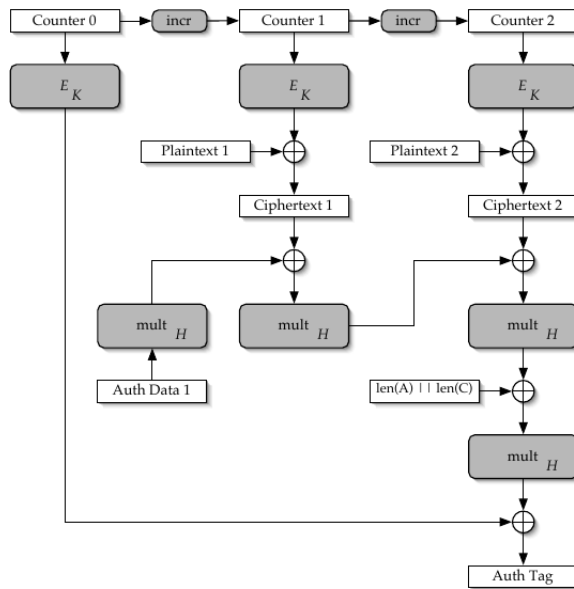 Counter 0
incr
Counter 1
incr
Counter 2
E K
E K
E K
Plaintext 1
Plaintext 2
Ciphertext 1
Ciphertext 2
mult H
mult H
mult H
Auth Data 1
len(A) || len(C)
mult H
Auth Tag